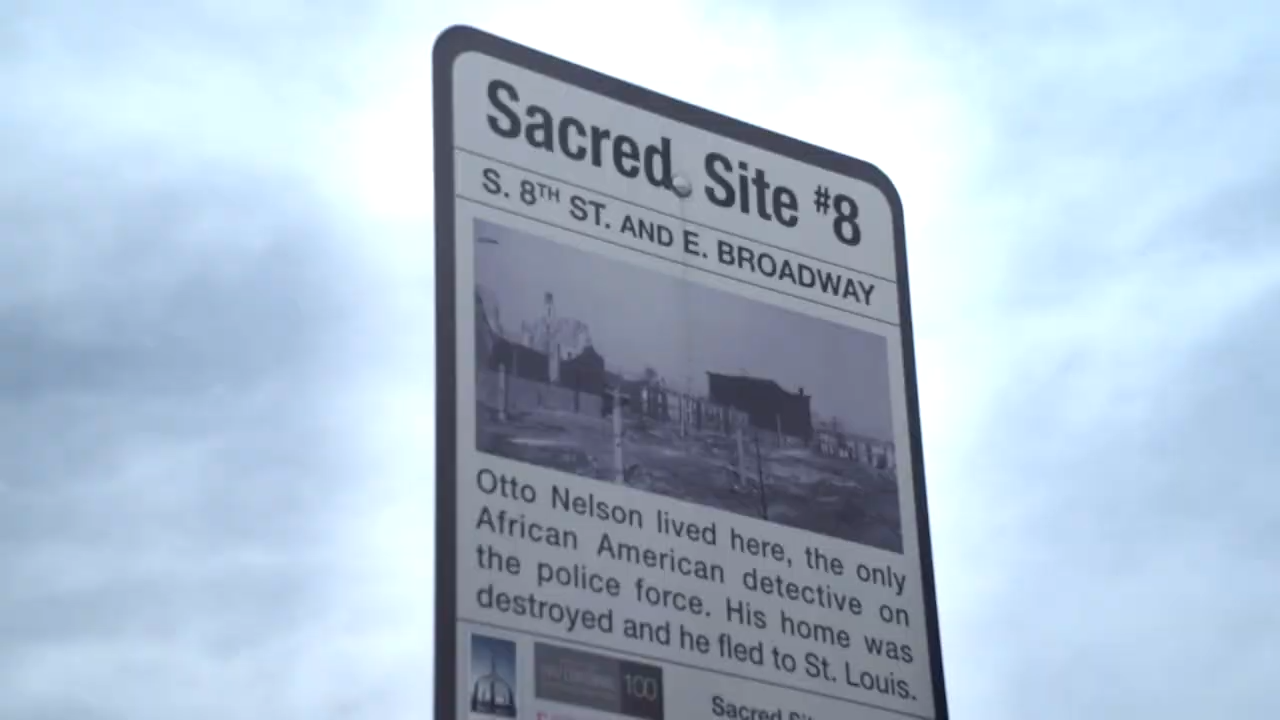 Sacred Site #8
S. 8TH ST. AND E. BROADWAY
Otto Nelson lived here, the only
African American detective on
the police force. His home was
destroyed and he fled to St. Louis.
100
Sacred